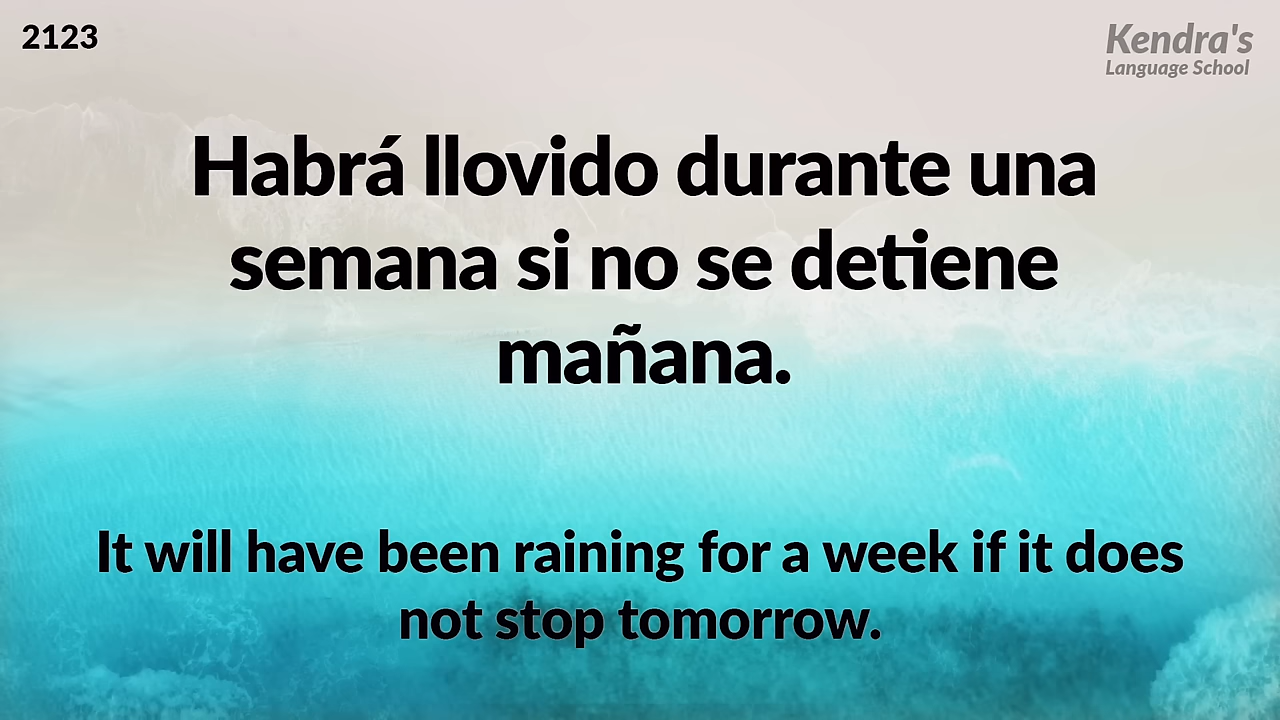 2123
Kendra's
Language School
Habrá llovido durante una
semana si no se detiene
mañana.
It will have been raining for a week if it does
not stop tomorrow.